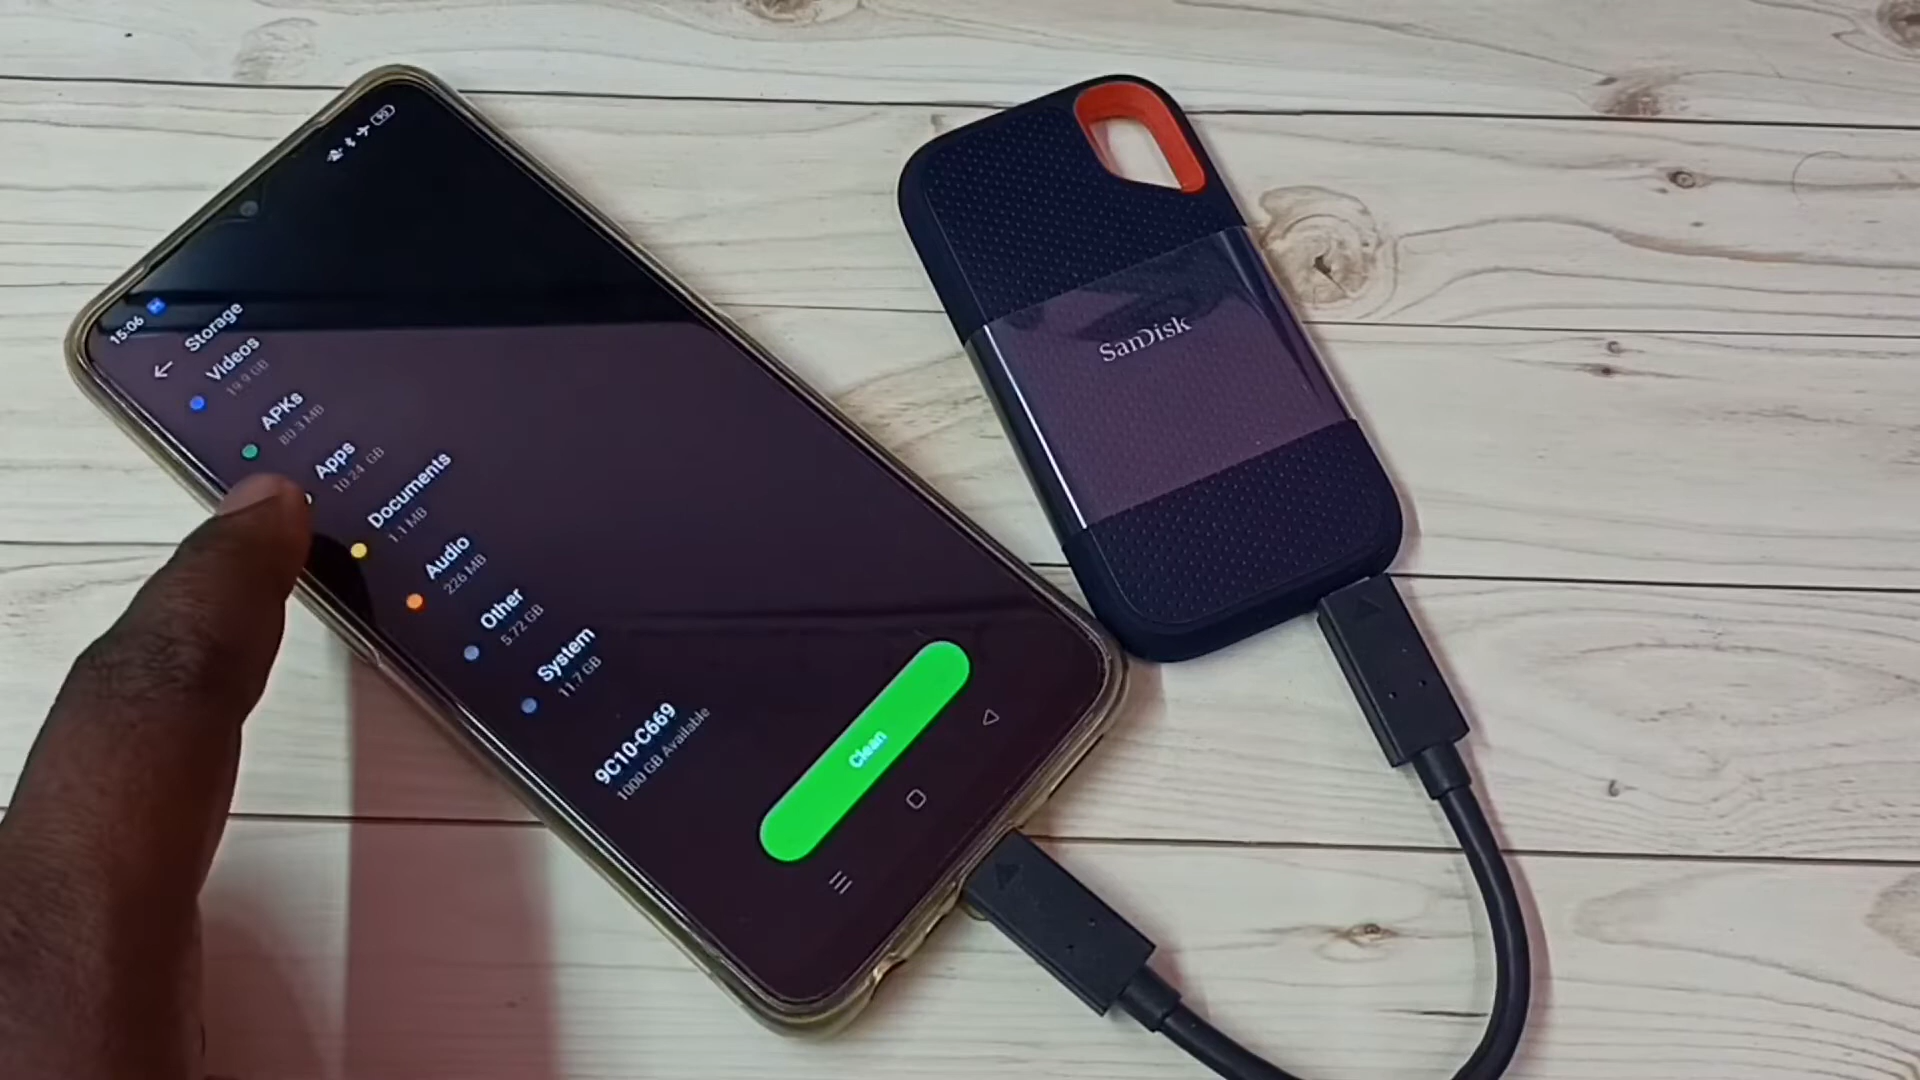 15:06
Storage
Videos
19.9 GB
APKs
80.3 MB
Apps
10.24 GB
Documents
1.1 MB
Audio
226 MB
Other
5.72 GB
System
11.7 GB
9C10-C669
1000 GB Available
Clean
SanDisk